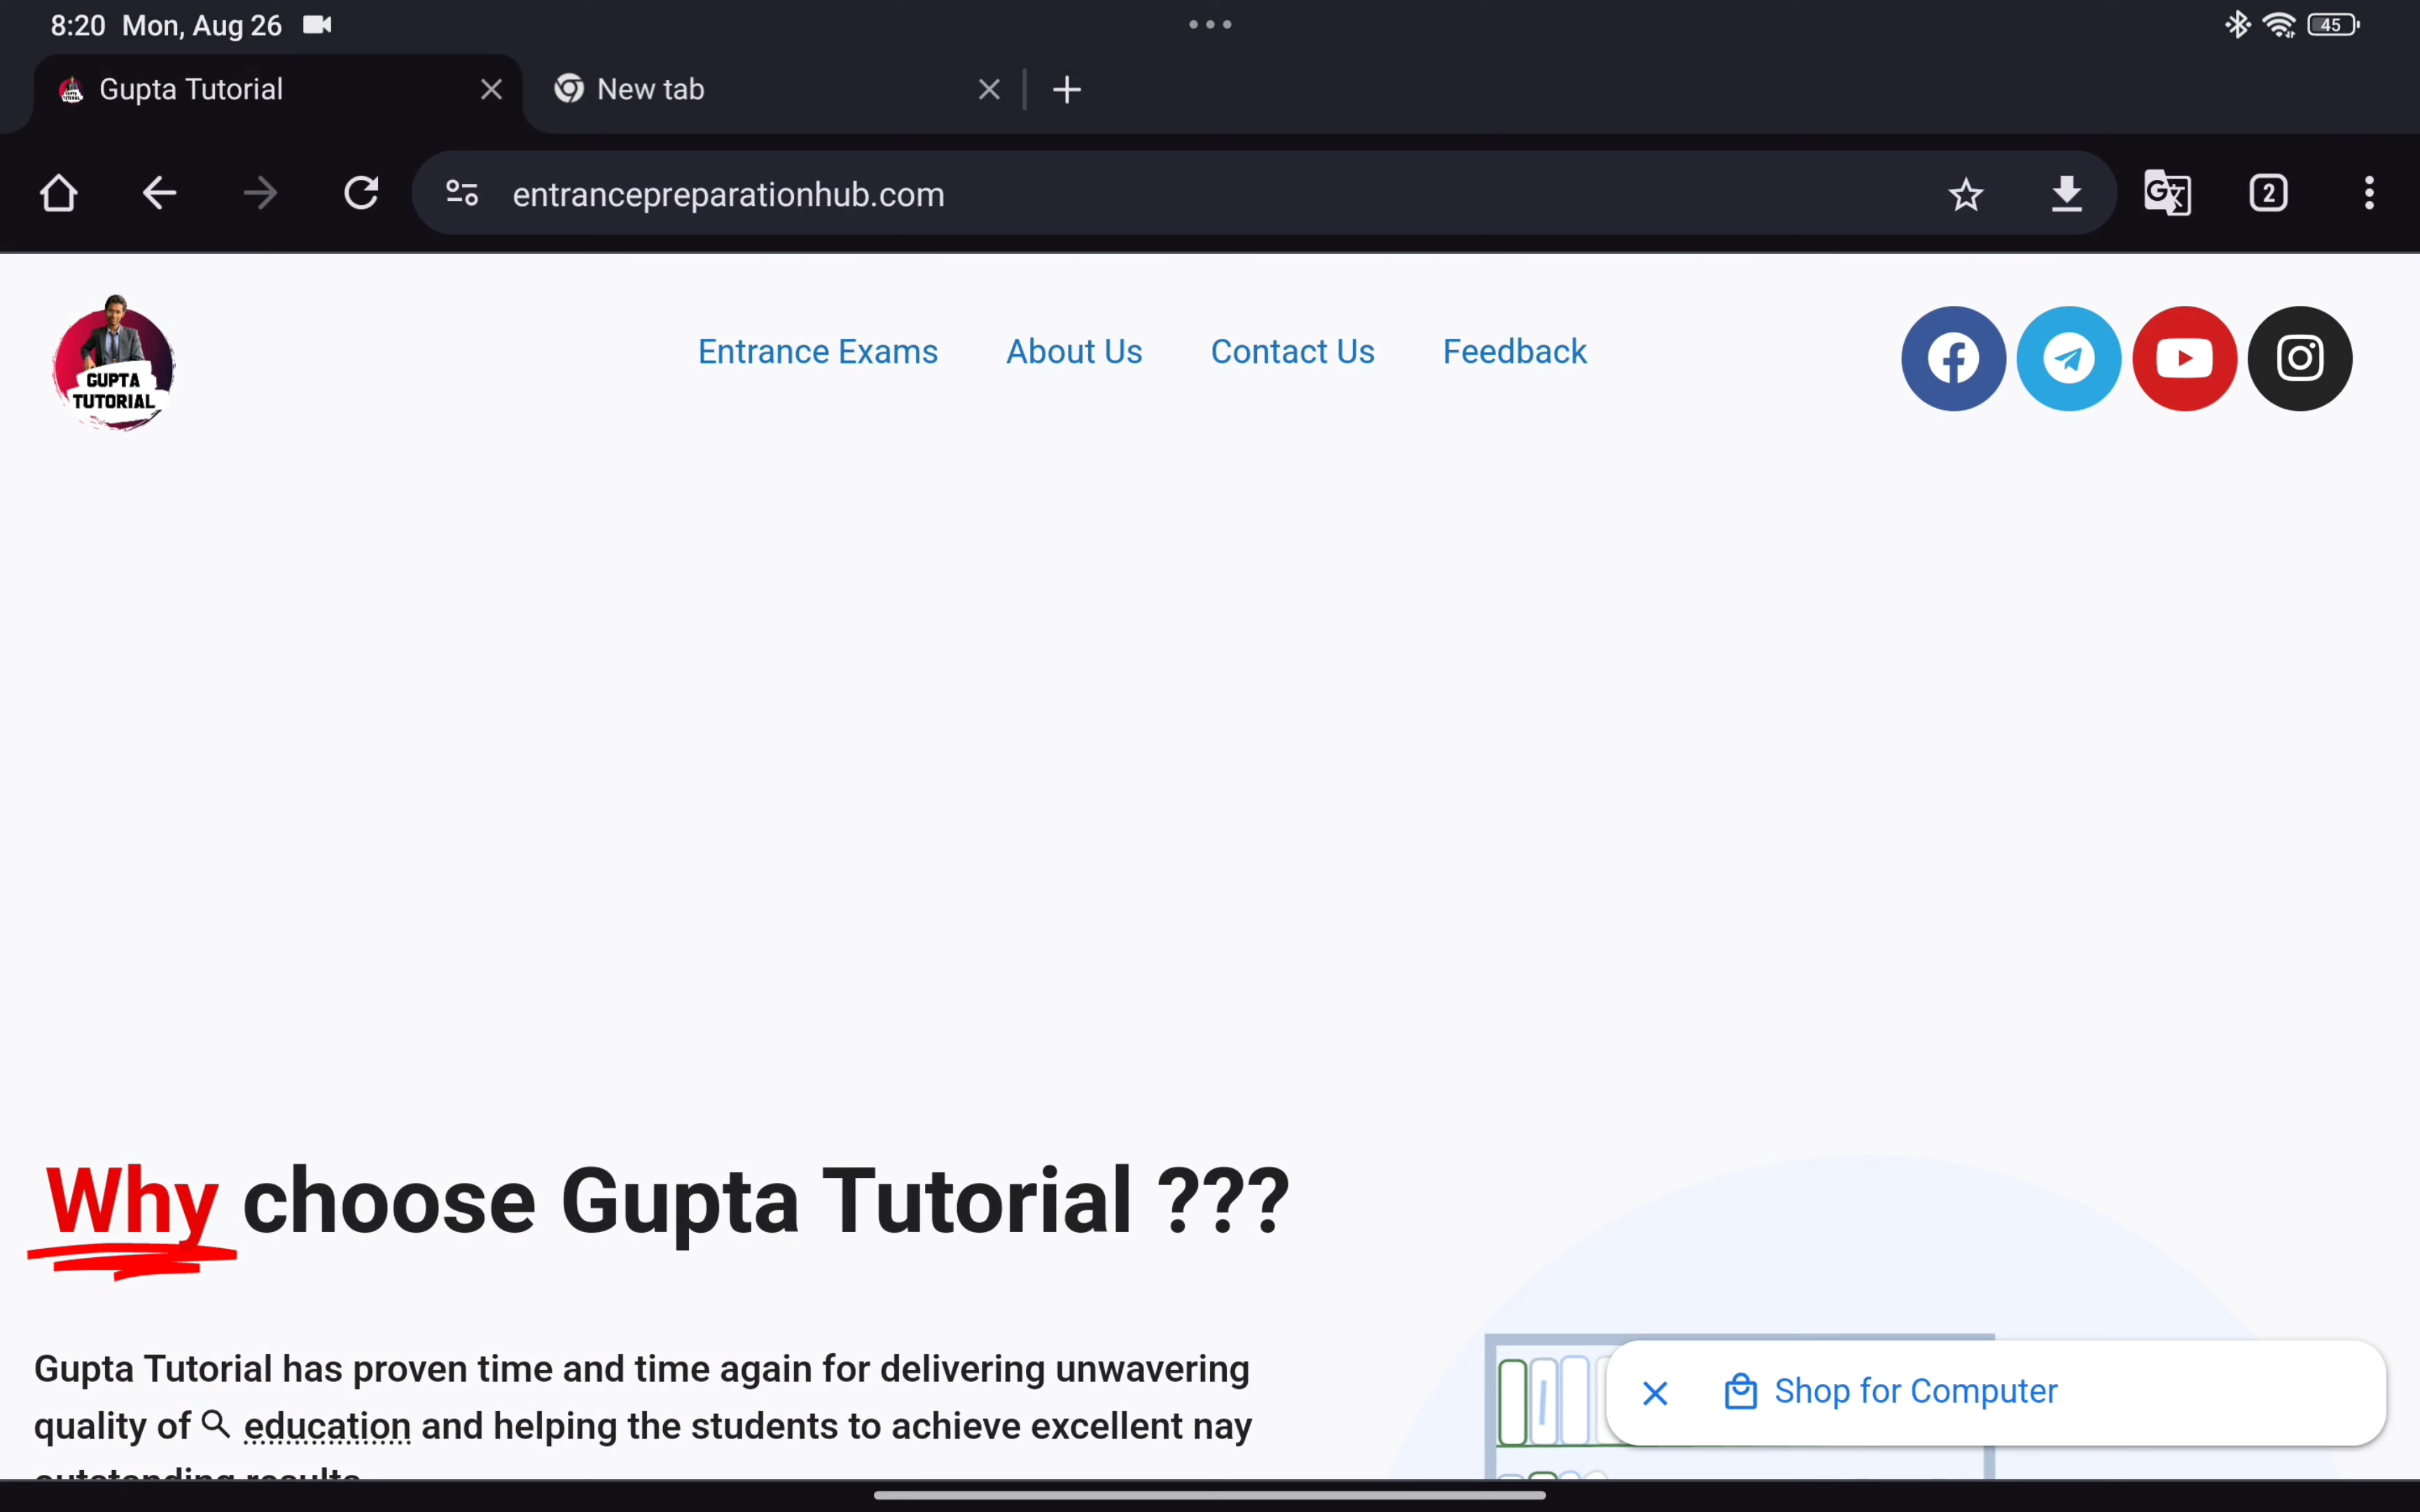 8:20 Mon, Aug 26
45
Gupta Tutorial
New tab
entrancepreparationhub.com
2
GUPTA
TUTORIAL
Entrance Exams
About Us
Contact Us
Feedback
Why choose Gupta Tutorial ???
Gupta Tutorial has proven time and time again for delivering unwavering
quality of education and helping the students to achieve excellent nay
outstanding results
Shop for Computer